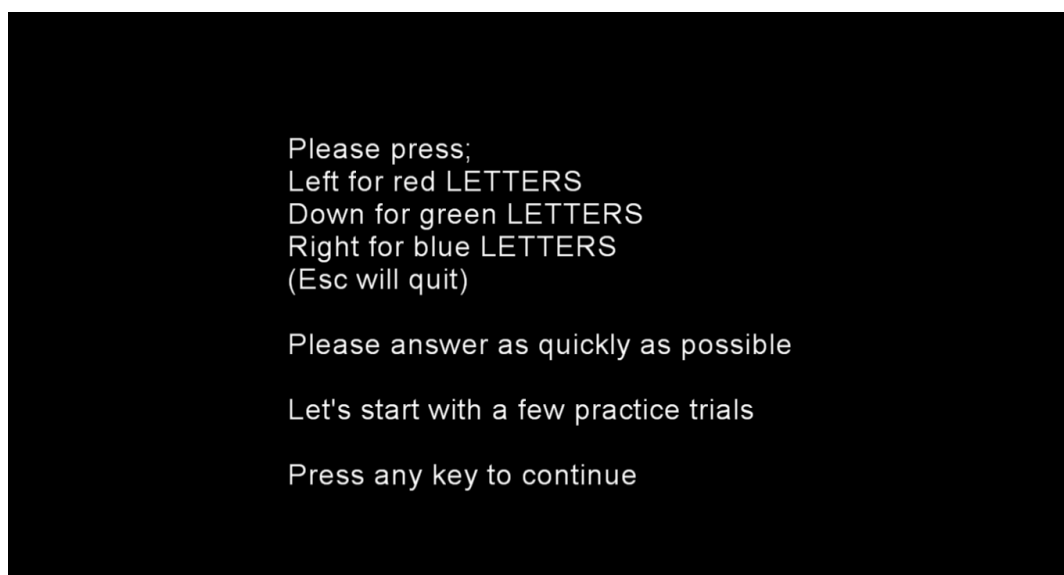 Please press;
Left for red LETTERS
Down for green LETTERS
Right for blue LETTERS
(Esc will quit)
Please answer as quickly as possible
Let's start with a few practice trials
Press any key to continue